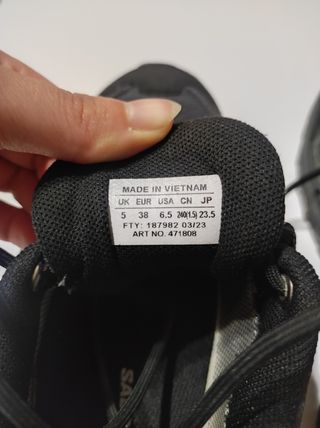 MADE IN VIETNAM
UK EUR USA CN JP
5 38 6.5 240(1.5) 23.5
FTY: 187982 03/23
ART NO. 471808